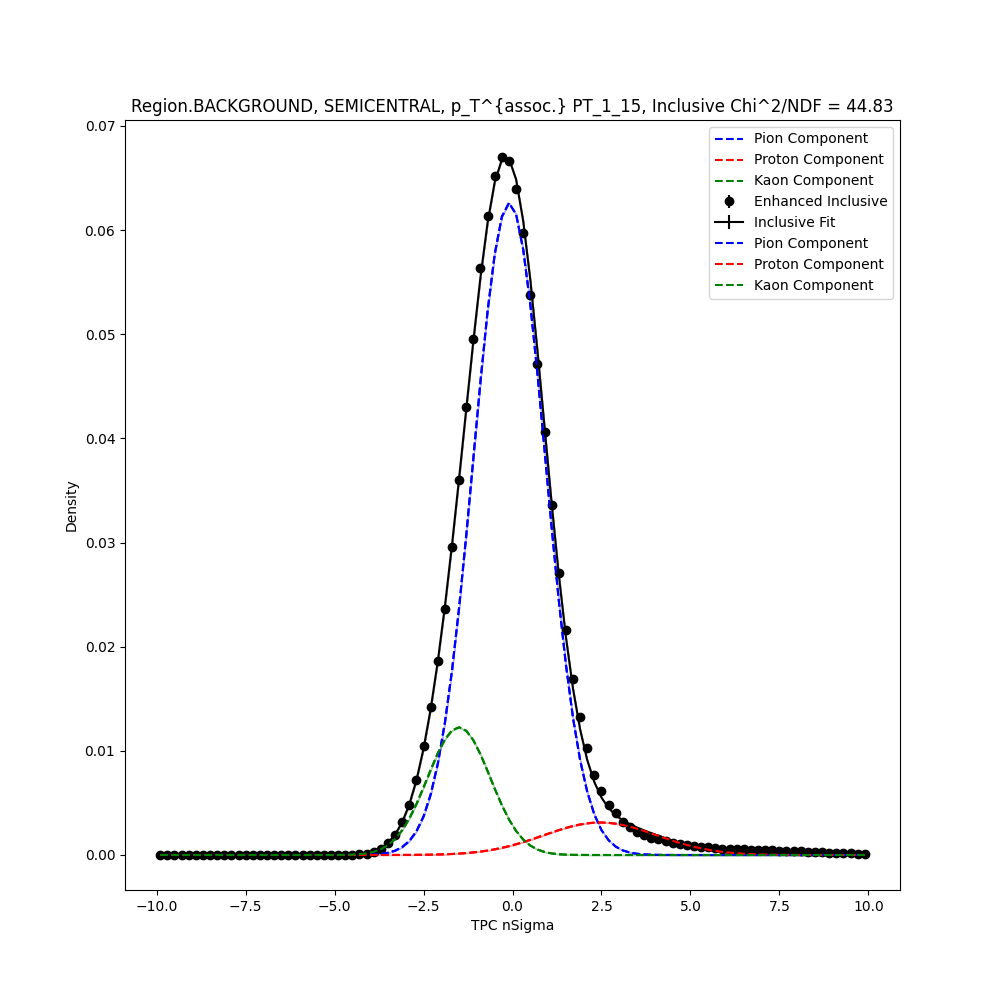 Region.BACKGROUND, SEMICENTRAL, p_T^{assoc.} PT_1_15, Inclusive Chi^2/NDF = 44.83
0.07
0.06
0.05
0.04
0.03
0.02
0.01
0.00
Density
Pion Component
Proton Component
Kaon Component
Enhanced Inclusive
Inclusive Fit
Pion Component
Proton Component
Kaon Component
−10.0 −7.5 −5.0 −2.5 0.0 2.5 5.0 7.5 10.0
TPC nSigma